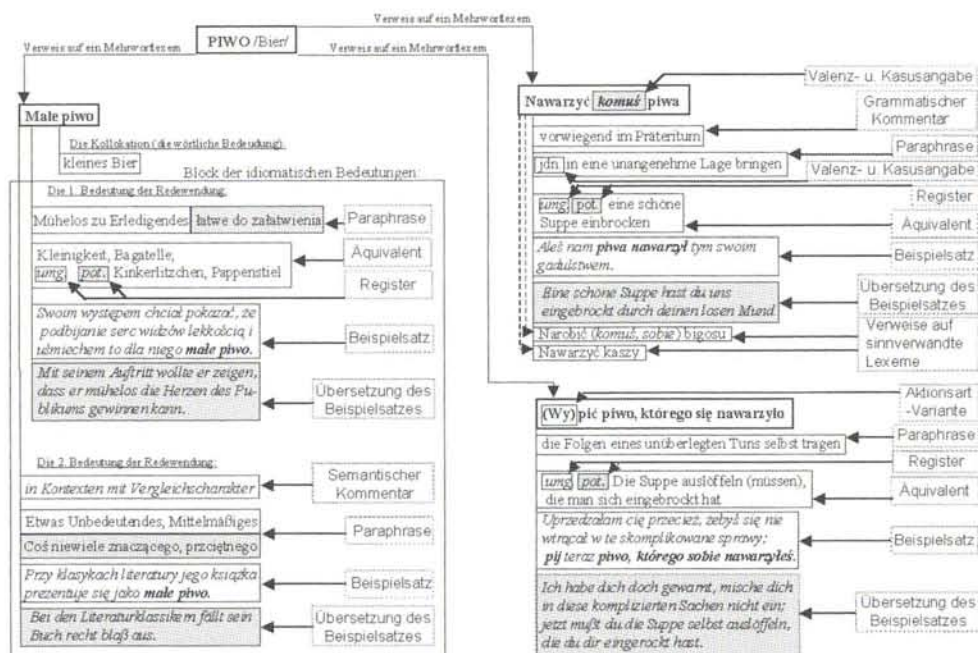 Verweis auf ein Mehrwortexem
PIWO /Bier/
Verweis auf ein Mehrwortexem
Verweis auf ein Mehrwortexem
Małe piwo
Die Kollokation (die wörtliche Bedeudung)
kleines Bier
Block der idiomatischen Bedeutungen:
Die 1. Bedeutung der Redewendung:
Mühelos zu Erledigendes łatwe do załatwienia
Paraphrase
Kleinigkeit, Bagatelle,
umg. pot. Kinkerlitzchen, Pappenstiel
Äquivalent
Register
Swoim występem chciał pokazać, że
podbijanie serc widzów lekkością i
uśmiechem to dla niego małe piwo.
Beispielsatz
Mit seinem Auftritt wollte er zeigen,
dass er mühelos die Herzen des Pu-
blikums gewinnen kann.
Übersetzung des
Beispielsatzes
Die 2. Bedeutung der Redewendung:
in Kontexten mit Vergleichscharakter
Semantischer
Kommentar
Etwas Unbedeutendes, Mittelmäßiges
Coś niewiele znaczącego, przciętnego
Paraphrase
Przy klasykach literatury jego książka
prezentuje się jako małe piwo.
Beispielsatz
Bei den Literaturklassikern fällt sein
Buch recht blaß aus.
Übersetzung des
Beispielsatzes
Nawarzyć komuś piwa
Valenz- u. Kasusangabe
vorwiegend im Präteritum
Grammatischer
Kommentar
jdn in eine unangenehme Lage bringen
Paraphrase
Valenz- u. Kasusangabe
umg. pot. eine schöne
Suppe einbrocken
Register
Äquivalent
Aleś nam piwa nawarzył tym swoim
gadulstwem.
Beispielsatz
Eine schöne Suppe hast du uns
eingebrockt durch deinen losen Mund.
Übersetzung des
Beispielsatzes
Narobić (komuś, sobie) bigosu
Nawarzyć kaszy
Verweise auf
sinnverwandte
Lexeme
(Wy)pić piwo, którego się nawarzyło
Aktionsart
-Variante
die Folgen eines unüberlegten Tuns selbst tragen
Paraphrase
umg. pot. Die Suppe auslöffeln (müssen),
die man sich eingebrockt hat
Register
Äquivalent
Uprzedzałam cię przecież, żebyś się nie
wtrącał w te skomplikowane sprawy;
pij teraz piwo, którego sobie nawarzyłeś.
Beispielsatz
Ich habe dich doch gewarnt, mische dich
in diese komplizierten Sachen nicht ein;
jetzt mußt du die Suppe selbst auslöffeln,
die du dir eingerockt hast.
Übersetzung des
Beispielsatzes